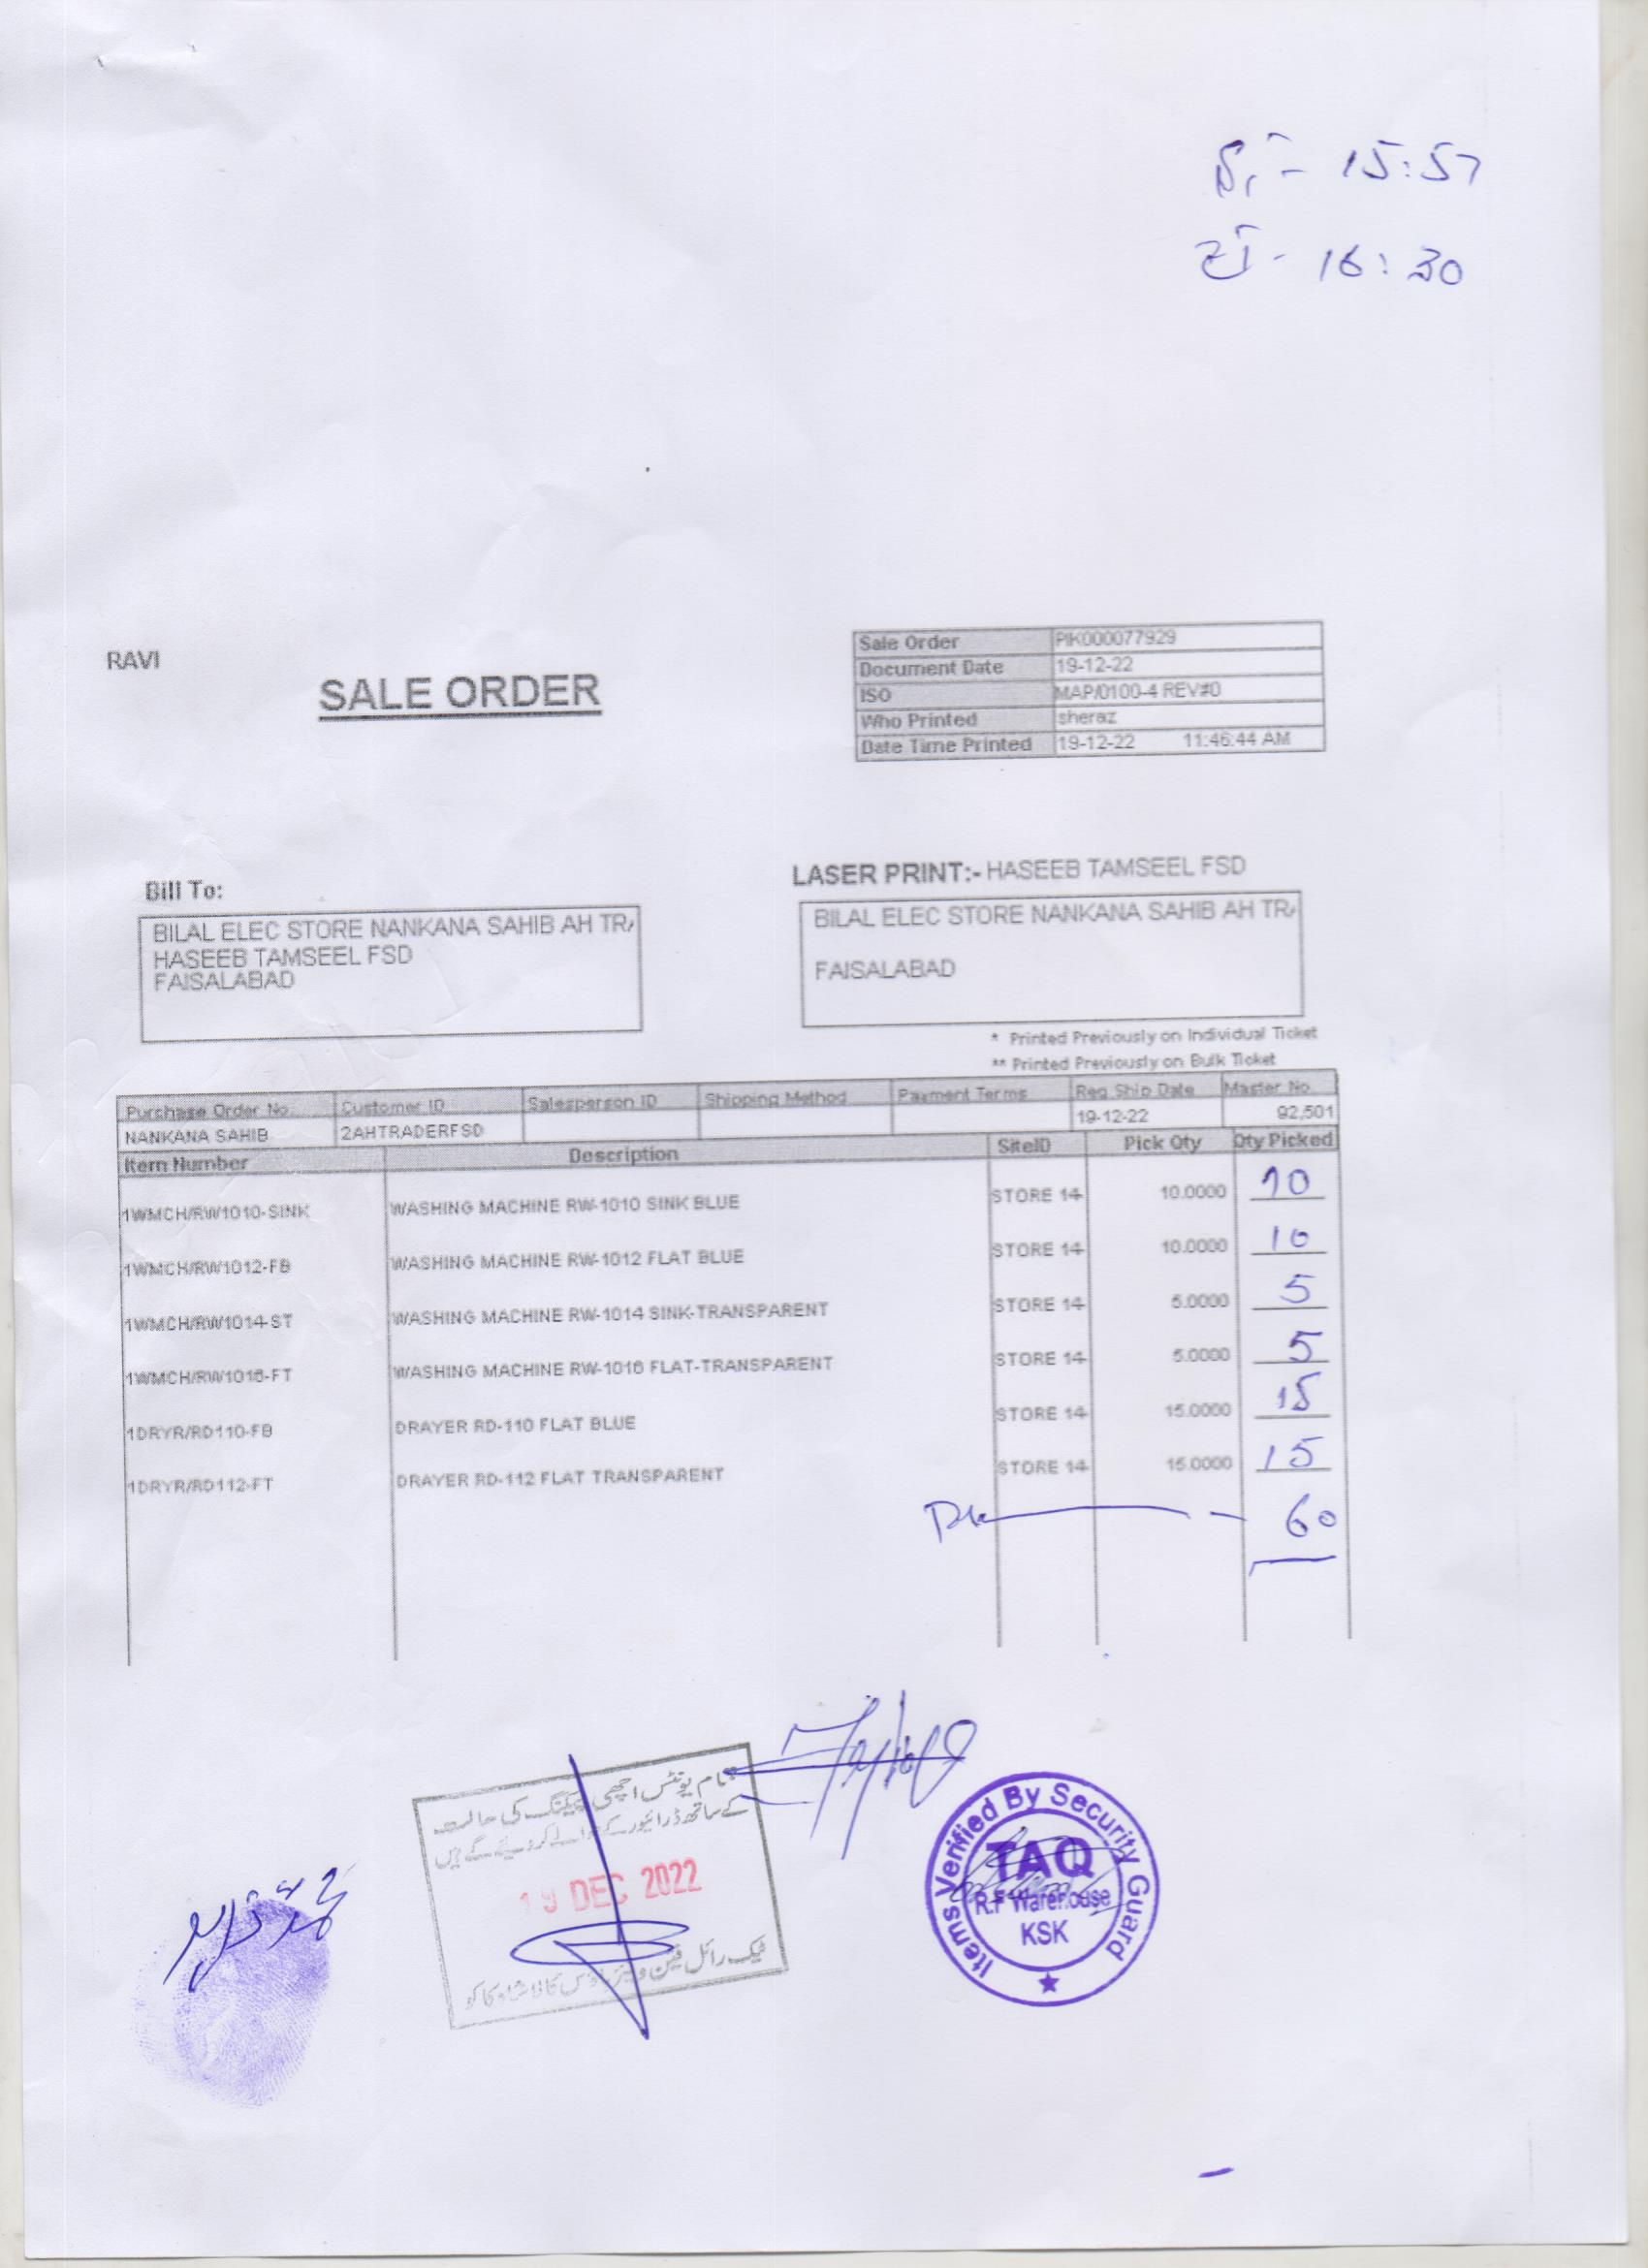 15:57
16:30
RAVI
SALE ORDER
Sale Order PIK000077929
Document Date 19-12-22
ISO MAP/0100-4 REV#0
Who Printed sheraz
Date Time Printed 19-12-22 11:46:44 AM
Bill To:
BILAL ELEC STORE NANKANA SAHIB AH TR
HASEEB TAMSEEL FSD
FAISALABAD
LASER PRINT:- HASEEB TAMSEEL FSD
BILAL ELEC STORE NANKANA SAHIB AH TR
FAISALABAD
* Printed Previously on Individual Ticket
** Printed Previously on Bulk Ticket
Purchase Order No. Customer ID Salesperson ID Shipping Method Payment Terms Req Ship Date Master No.
NANKANA SAHIB 2AHTRADERFSD 19-12-22 92,501
Item Number Description SiteID Pick Qty Qty Picked
1WMCH/RW1010-SINK WASHING MACHINE RW-1010 SINK BLUE STORE 14 10.0000 10
1WMCH/RW1012-FB WASHING MACHINE RW-1012 FLAT BLUE STORE 14 10.0000 10
1WMCH/RW1014-ST WASHING MACHINE RW-1014 SINK-TRANSPARENT STORE 14 5.0000 5
1WMCH/RW1016-FT WASHING MACHINE RW-1016 FLAT-TRANSPARENT STORE 14 5.0000 5
1DRYR/RD110-FB DRAYER RD-110 FLAT BLUE STORE 14 15.0000 15
1DRYR/RD112-FT DRAYER RD-112 FLAT TRANSPARENT STORE 14 15.0000 15
60
تمام یونٹس اچھی پیکنگ کی حالت
کے ساتھ ڈرائیور کے حوالے کر دیئے گئے ہیں
19 DEC 2022
ٹیک رائل فین ویئر ہاؤس کالا شاہ کاکو
Items Verified By Security Guard
TAQ
R.F Warehouse
KSK